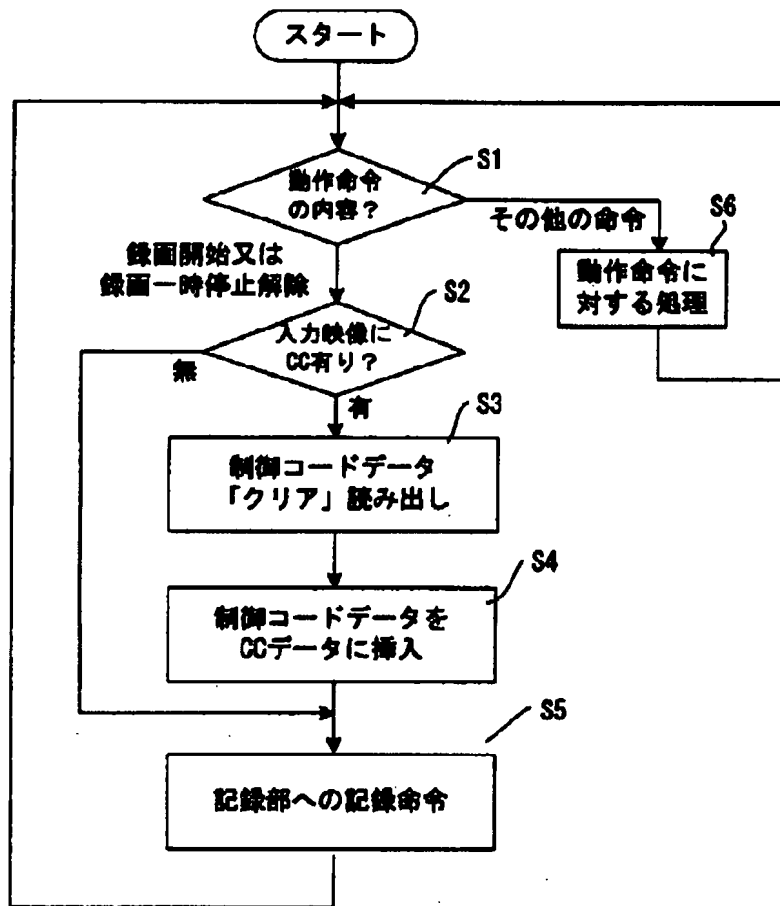 スタート
S1
動作命令
の内容?
その他の命令
S6
動作命令に
対する処理
録画開始又は
録画一時停止解除
S2
入力映像に
CC有り?
無
有
S3
制御コードデータ
「クリア」読み出し
S4
制御コードデータを
CCデータに挿入
S5
記録部への記録命令